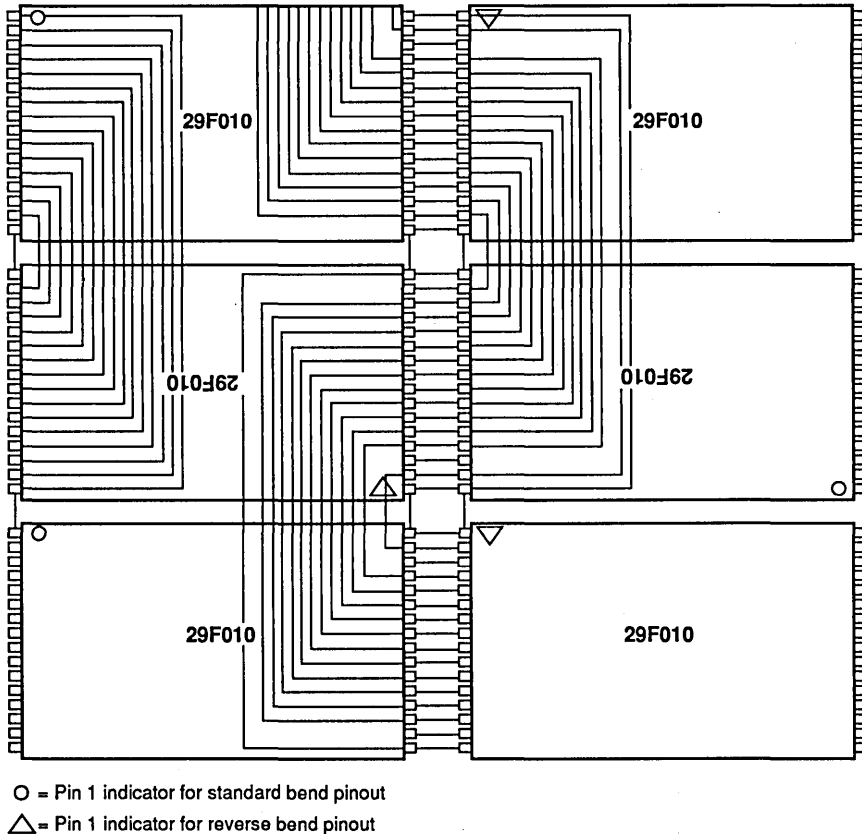 29F010
29F010
29F010
29F010
29F010
29F010
= Pin 1 indicator for standard bend pinout
= Pin 1 indicator for reverse bend pinout